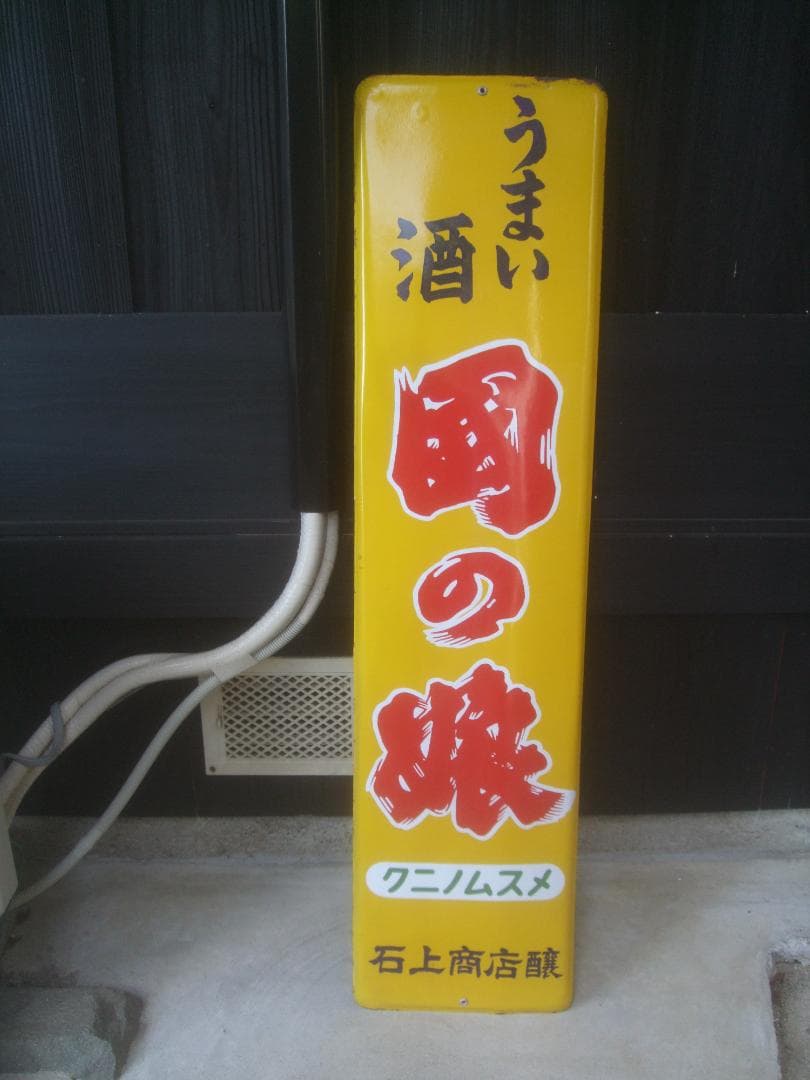 うまい
酒
國の娘
クニノムスメ
石上商店醸